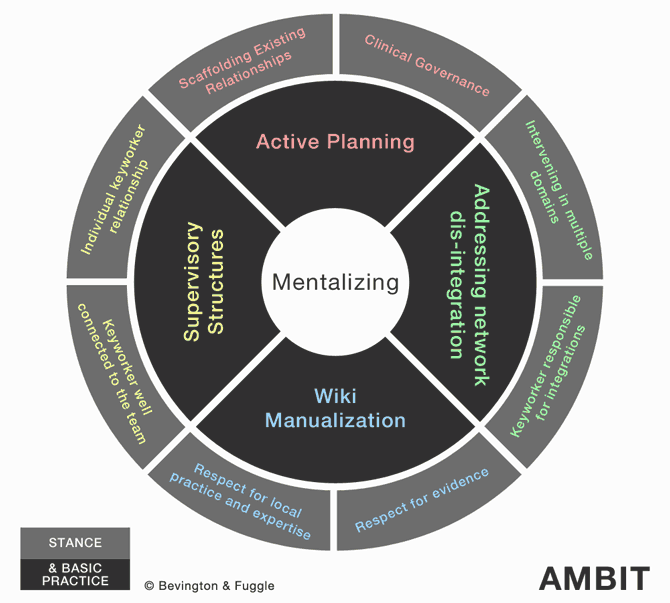 Scaffolding Existing
Relationships
Clinical Governance
Individual keyworker
relationship
Active Planning
Intervening in multiple
domains
Supervisory
Structures
Mentalizing
Addressing network
dis-integration
Keyworker well
connected to the team
Wiki
Manualization
Keyworker responsible
for integrations
Respect for local
practice and expertise
Respect for evidence
STANCE
& BASIC
PRACTICE
© Bevington & Fuggle
AMBIT